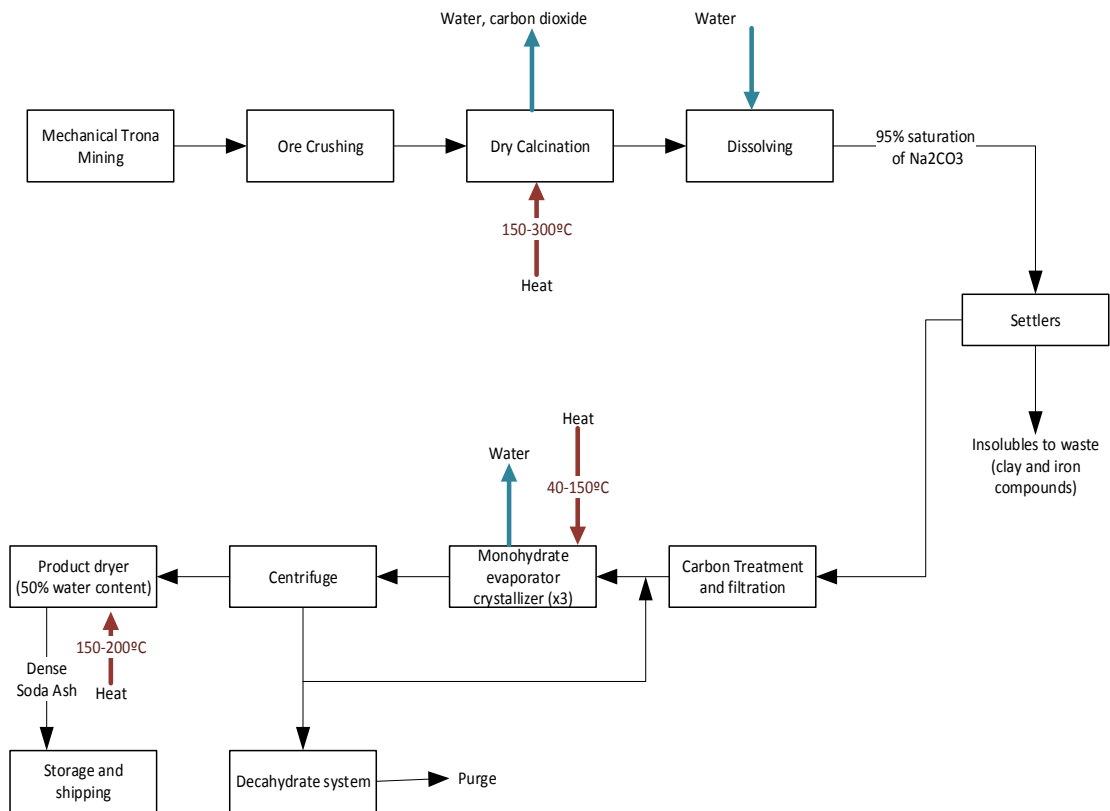 Water, carbon dioxide
Water
Mechanical Trona
Mining
Ore Crushing
Dry Calcination
Dissolving
95% saturation
of Na2CO3
150-300ºC
Heat
Settlers
Insolubles to waste
(clay and iron
compounds)
Heat
Water
40-150ºC
Product dryer
(50% water content)
Centrifuge
Monohydrate
evaporator
crystallizer (x3)
Carbon Treatment
and filtration
150-200ºC
Heat
Dense
Soda Ash
Storage and
shipping
Decahydrate system
Purge